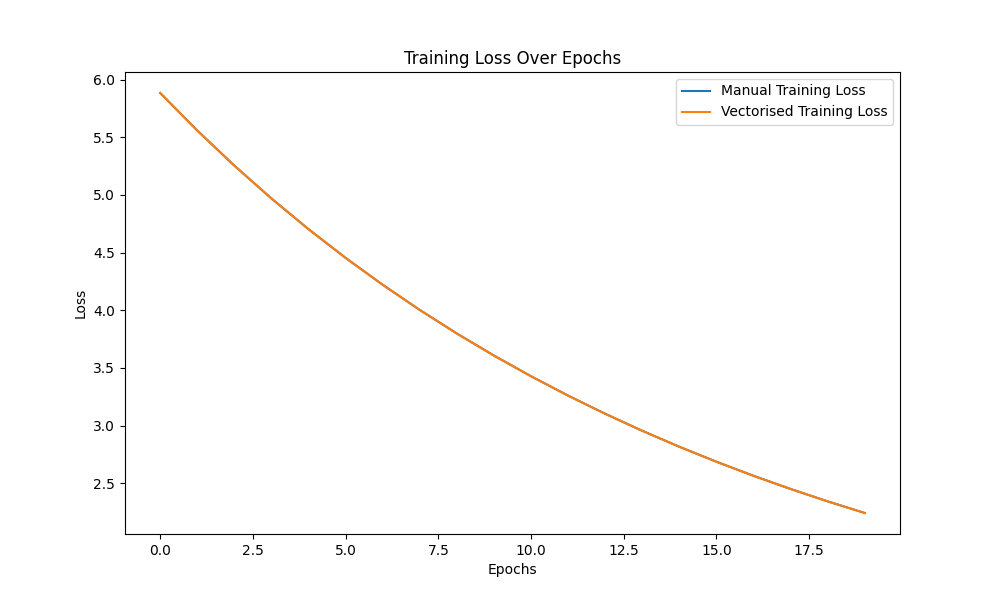 Training Loss Over Epochs
Manual Training Loss
Vectorised Training Loss
6.0
5.5
5.0
4.5
4.0
3.5
3.0
2.5
Loss
0.0 2.5 5.0 7.5 10.0 12.5 15.0 17.5
Epochs